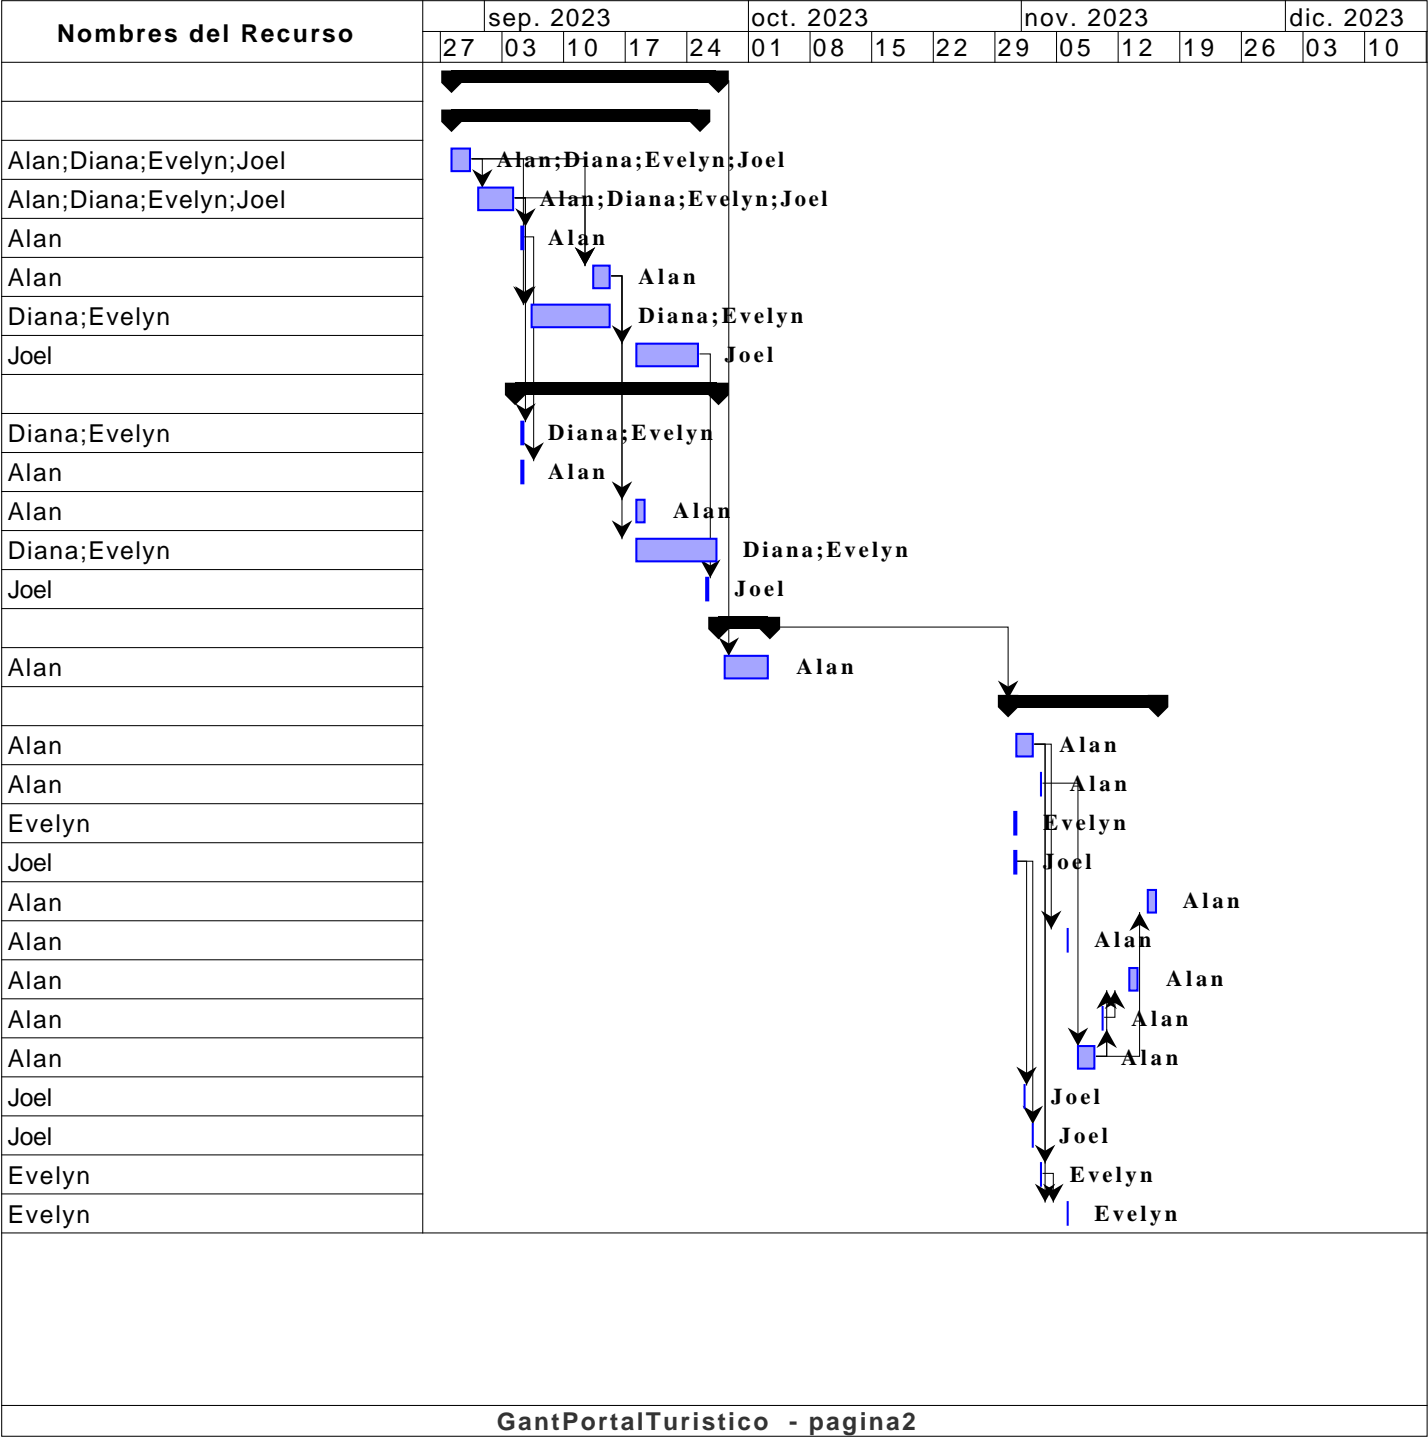 Nombres del Recurso
sep. 2023 oct. 2023 nov. 2023 dic. 2023
27 03 10 17 24 01 08 15 22 29 05 12 19 26 03 10
Alan;Diana;Evelyn;Joel Alan;Diana;Evelyn;Joel
Alan;Diana;Evelyn;Joel Alan;Diana;Evelyn;Joel
Alan Alan
Alan Alan
Diana;Evelyn Diana;Evelyn
Joel Joel
Diana;Evelyn Diana;Evelyn
Alan Alan
Alan Alan
Diana;Evelyn Diana;Evelyn
Joel Joel
Alan Alan
Alan Alan
Alan Alan
Evelyn Evelyn
Joel Joel
Alan Alan
Alan Alan
Alan Alan
Alan Alan
Alan Alan
Joel Joel
Joel Joel
Evelyn Evelyn
Evelyn Evelyn
GantPortalTuristico - pagina2